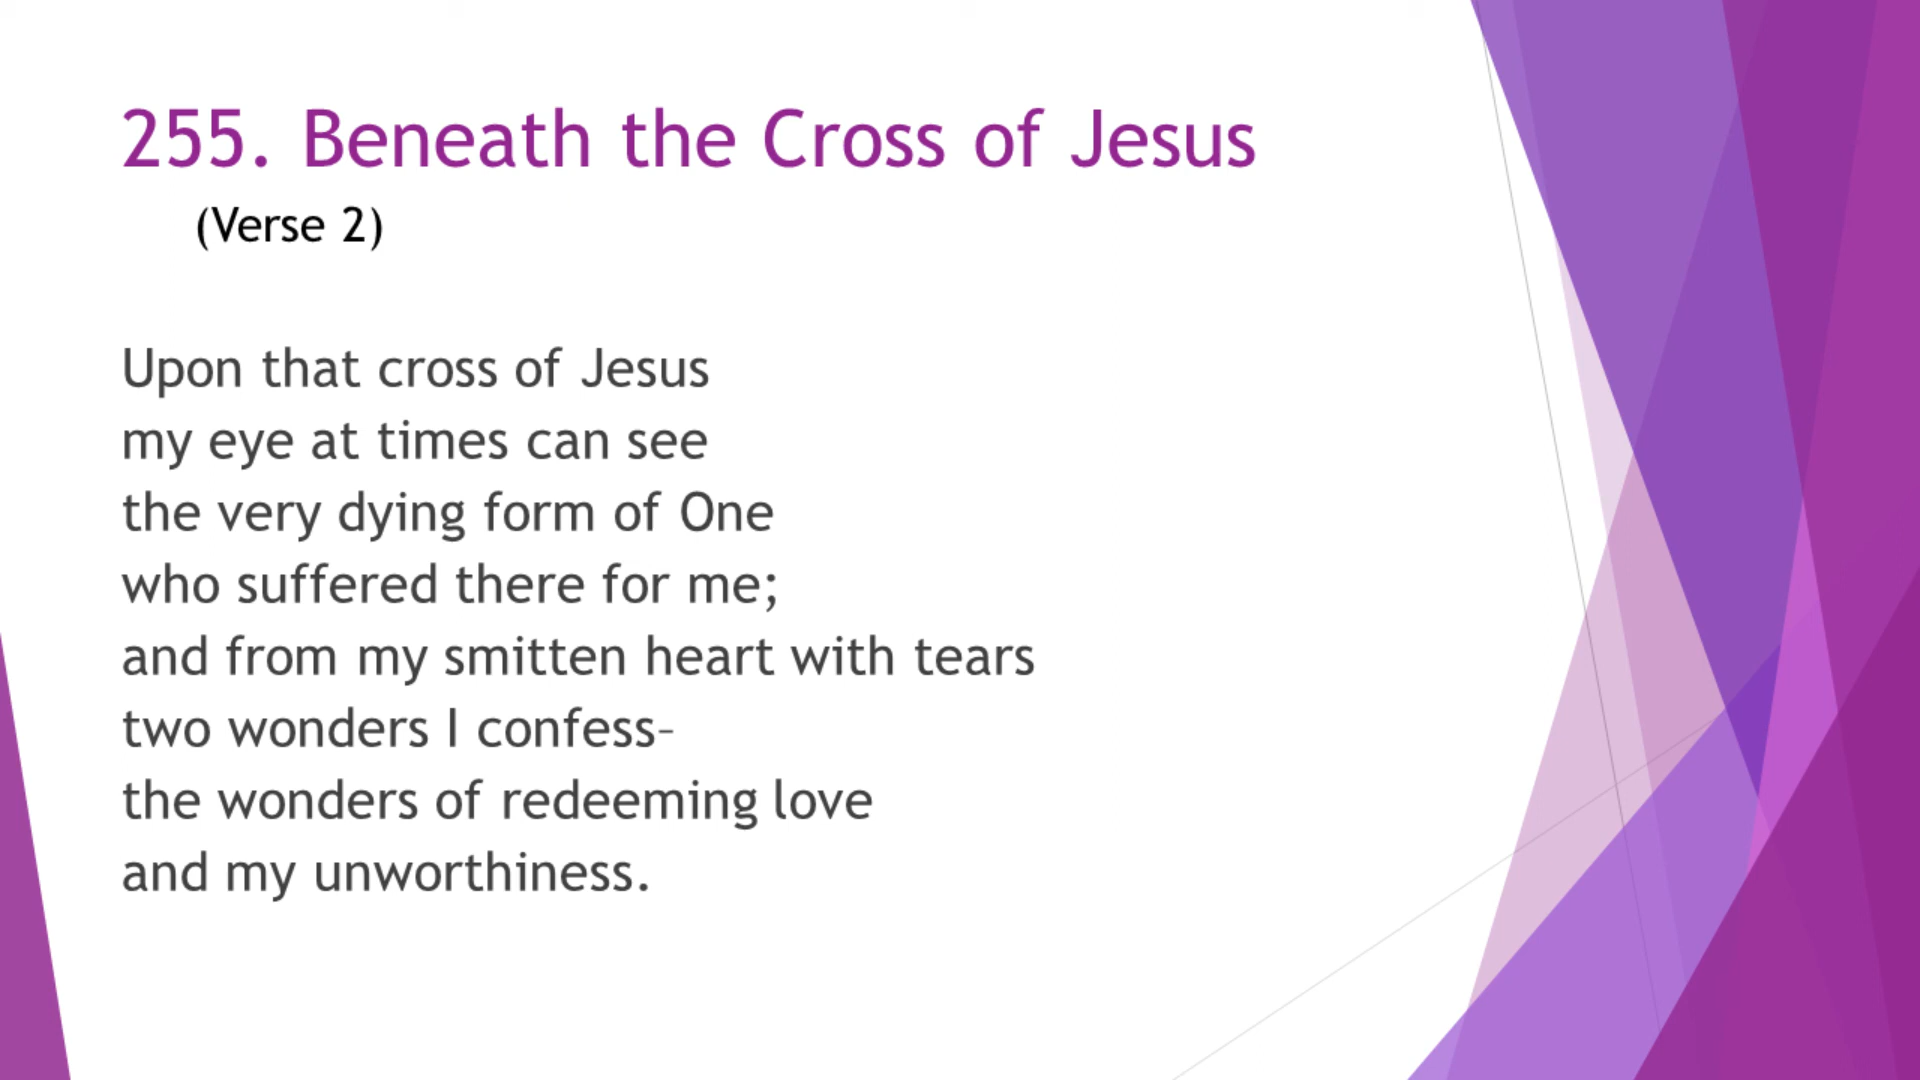 255. Beneath the Cross of Jesus
(Verse 2)
Upon that cross of Jesus
my eye at times can see
the very dying form of One
who suffered there for me;
and from my smitten heart with tears
two wonders I confess–
the wonders of redeeming love
and my unworthiness.